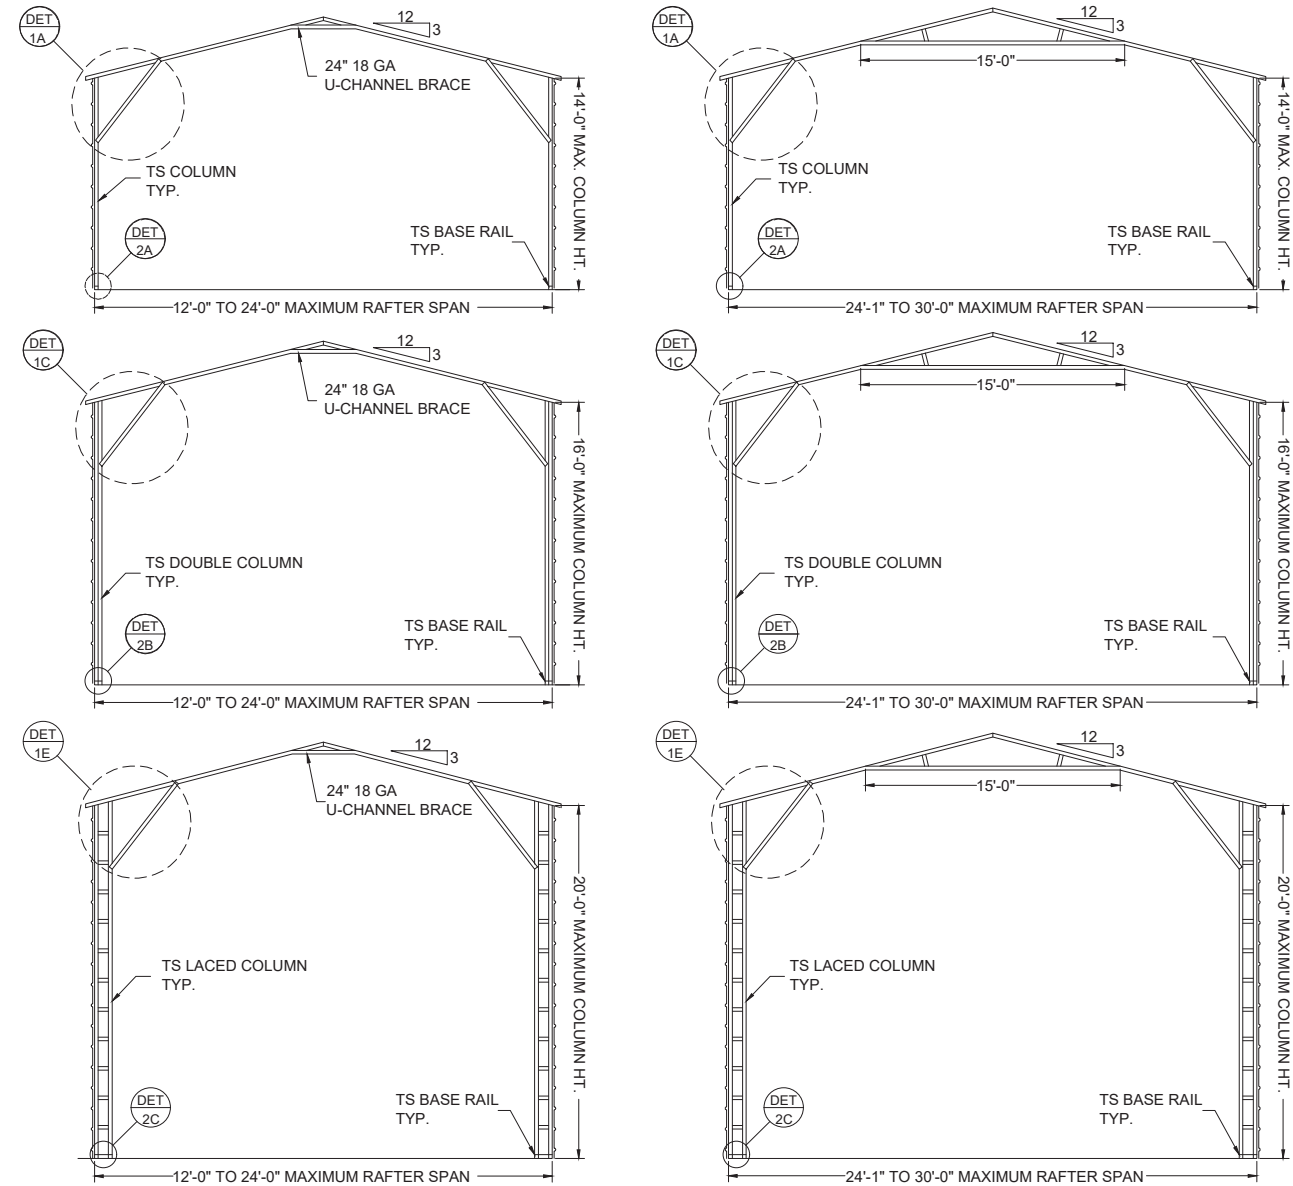 DET
1A
12
3
24" 18 GA
U-CHANNEL BRACE
14'-0" MAX. COLUMN HT.
TS COLUMN
TYP.
DET
2A
TS BASE RAIL
TYP.
12'-0" TO 24'-0" MAXIMUM RAFTER SPAN
DET
1A
12
3
15'-0"
14'-0" MAX. COLUMN HT.
TS COLUMN
TYP.
DET
2A
TS BASE RAIL
TYP.
24'-1" TO 30'-0" MAXIMUM RAFTER SPAN
DET
1C
12
3
24" 18 GA
U-CHANNEL BRACE
16'-0" MAXIMUM COLUMN HT.
TS DOUBLE COLUMN
TYP.
DET
2B
TS BASE RAIL
TYP.
12'-0" TO 24'-0" MAXIMUM RAFTER SPAN
DET
1C
12
3
15'-0"
16'-0" MAXIMUM COLUMN HT.
TS DOUBLE COLUMN
TYP.
DET
2B
TS BASE RAIL
TYP.
24'-1" TO 30'-0" MAXIMUM RAFTER SPAN
DET
1E
12
3
24" 18 GA
U-CHANNEL BRACE
20'-0" MAXIMUM COLUMN HT.
TS LACED COLUMN
TYP.
DET
2C
TS BASE RAIL
TYP.
12'-0" TO 24'-0" MAXIMUM RAFTER SPAN
DET
1E
12
3
15'-0"
20'-0" MAXIMUM COLUMN HT.
TS LACED COLUMN
TYP.
DET
2C
TS BASE RAIL
TYP.
24'-1" TO 30'-0" MAXIMUM RAFTER SPAN